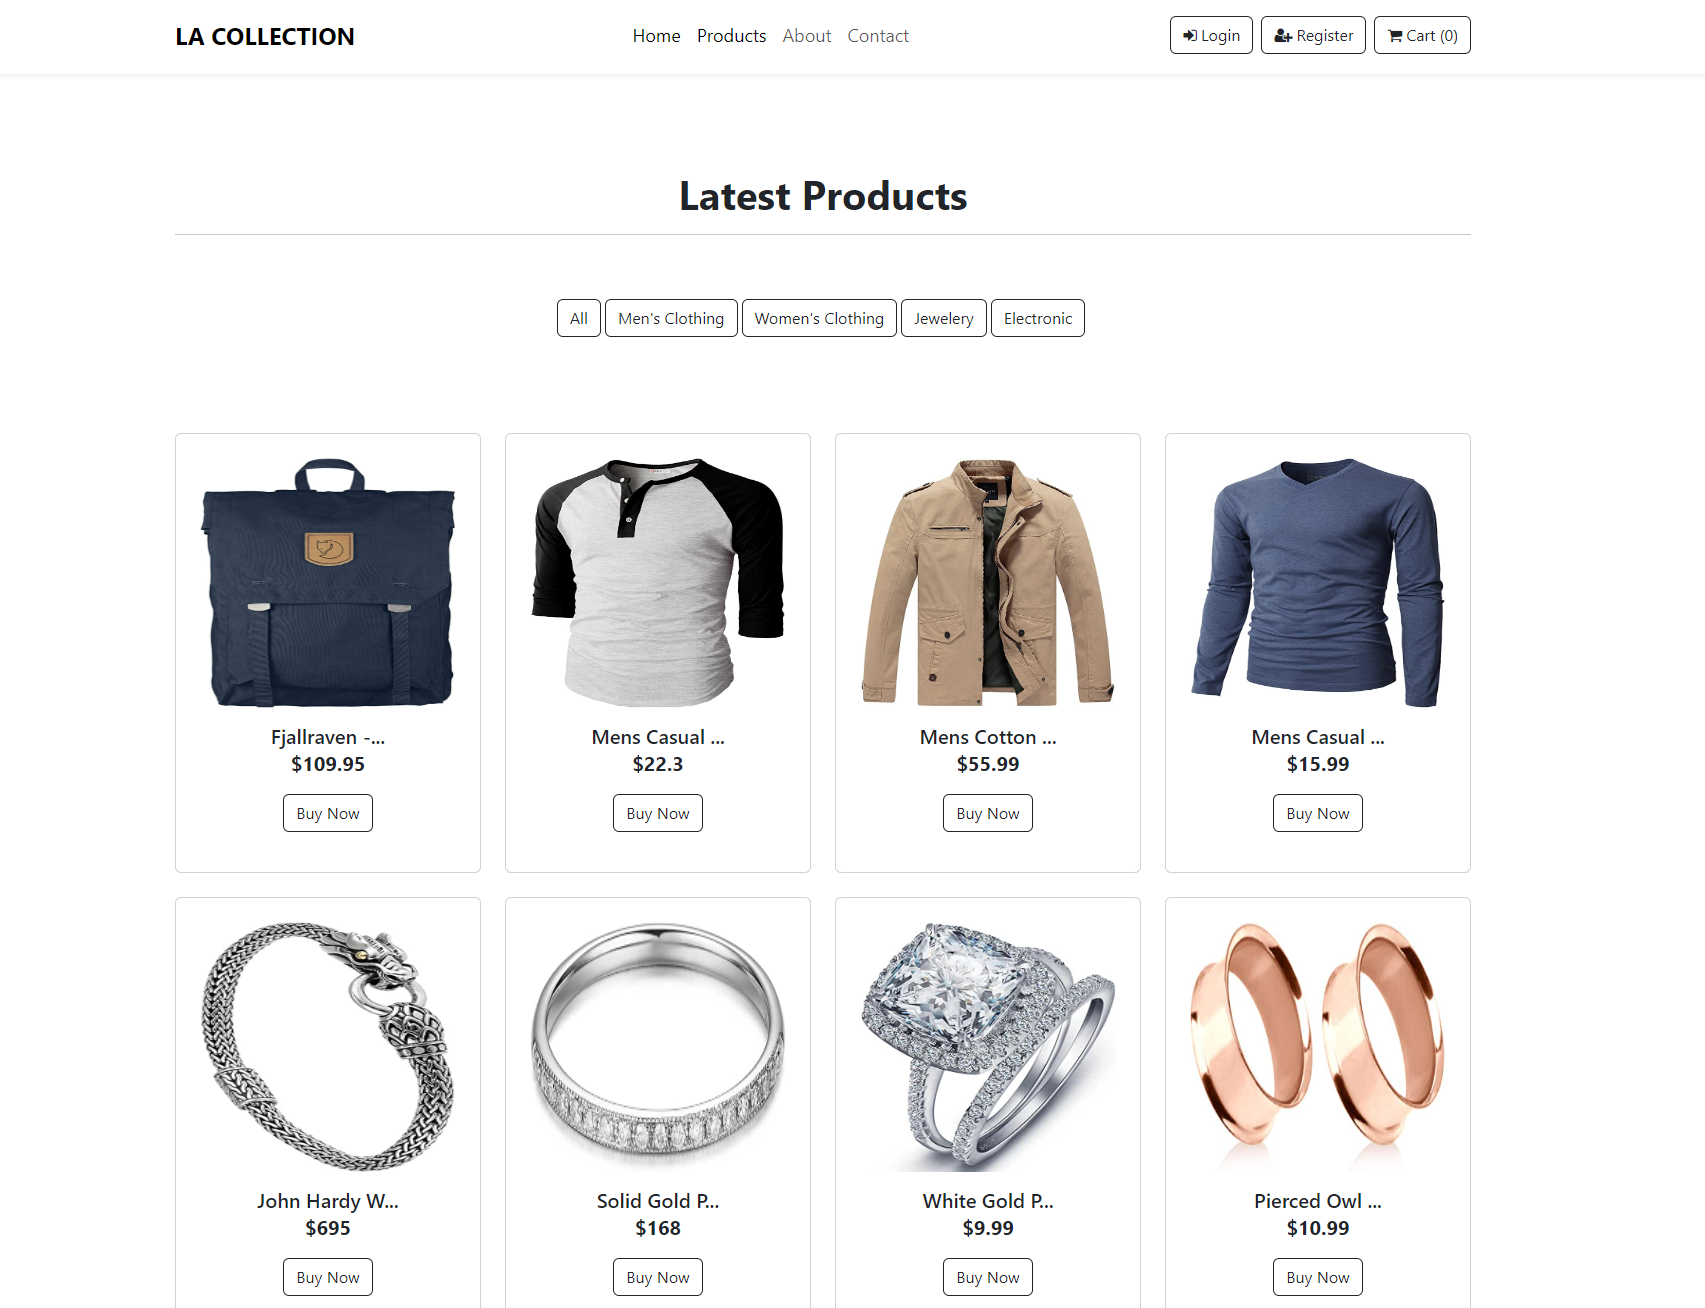 LA COLLECTION
Home Products About Contact
Login Register Cart (0)
Latest Products
All Men's Clothing Women's Clothing Jewelery Electronic
Fjallraven -...
$109.95
Buy Now
Mens Casual ...
$22.3
Buy Now
Mens Cotton ...
$55.99
Buy Now
Mens Casual ...
$15.99
Buy Now
John Hardy W...
$695
Buy Now
Solid Gold P...
$168
Buy Now
White Gold P...
$9.99
Buy Now
Pierced Owl ...
$10.99
Buy Now